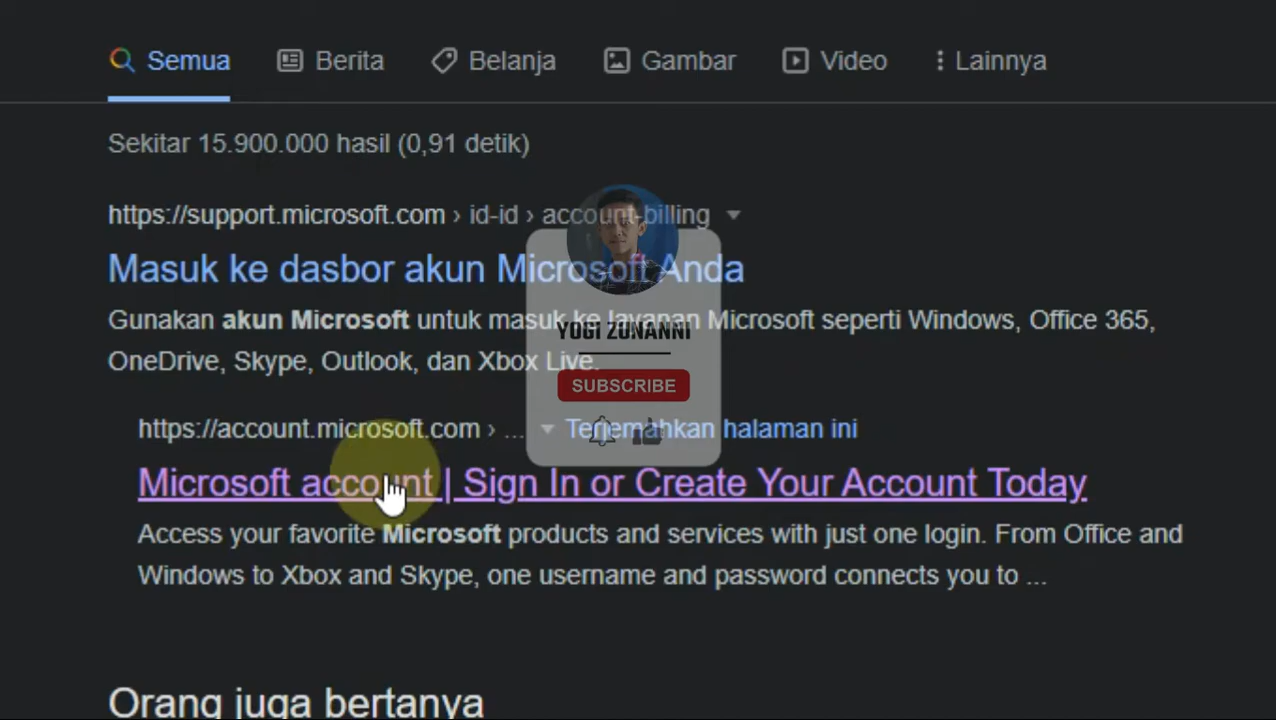 Semua Berita Belanja Gambar Video Lainnya
Sekitar 15.900.000 hasil (0,91 detik)
https://support.microsoft.com › id-id › account-billing
Masuk ke dasbor akun Microsoft Anda
Gunakan akun Microsoft untuk masuk ke layanan Microsoft seperti Windows, Office 365,
OneDrive, Skype, Outlook, dan Xbox Live.
YOGI ZUNANNI
SUBSCRIBE
https://account.microsoft.com › ... Terjemahkan halaman ini
Microsoft account | Sign In or Create Your Account Today
Access your favorite Microsoft products and services with just one login. From Office and
Windows to Xbox and Skype, one username and password connects you to ...
Orang juga bertanya